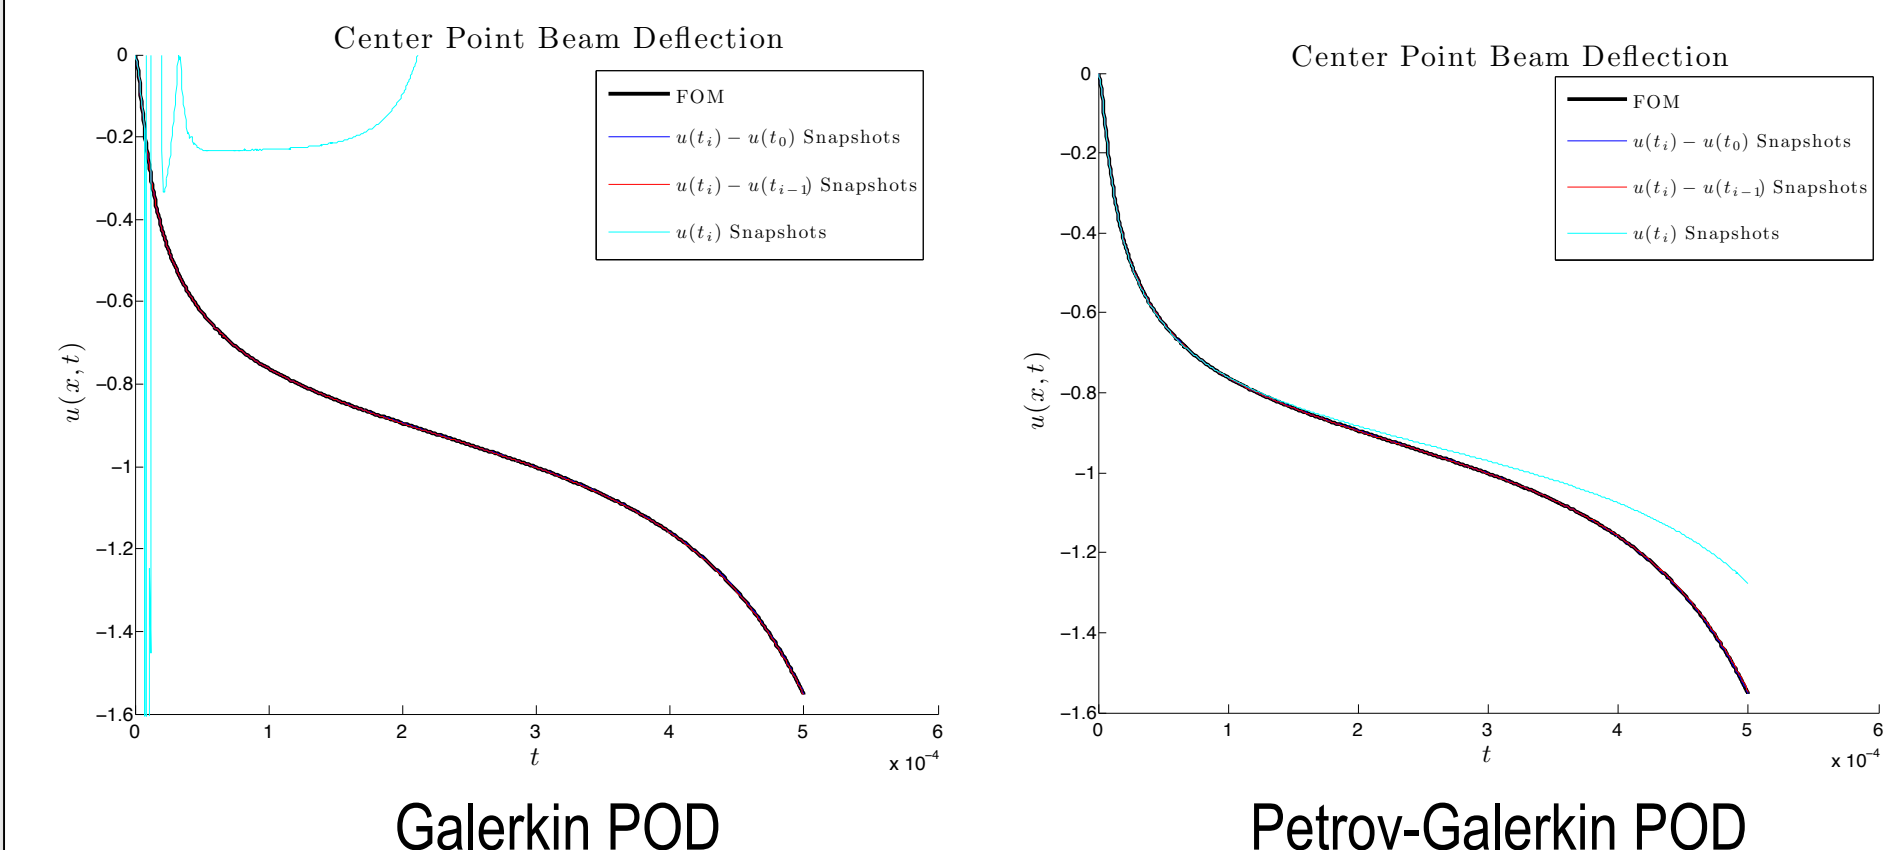 Center Point Beam Deflection
FOM
u(t_i) − u(t_0) Snapshots
u(t_i) − u(t_{i−1}) Snapshots
u(t_i) Snapshots
0
−0.2
−0.4
−0.6
−0.8
−1
−1.2
−1.4
−1.6
u(x, t)
0 1 2 3 4 5 6
t
x 10^{−4}
Galerkin POD
Center Point Beam Deflection
FOM
u(t_i) − u(t_0) Snapshots
u(t_i) − u(t_{i−1}) Snapshots
u(t_i) Snapshots
0
−0.2
−0.4
−0.6
−0.8
−1
−1.2
−1.4
−1.6
u(x, t)
0 1 2 3 4 5 6
t
x 10^{−4}
Petrov-Galerkin POD